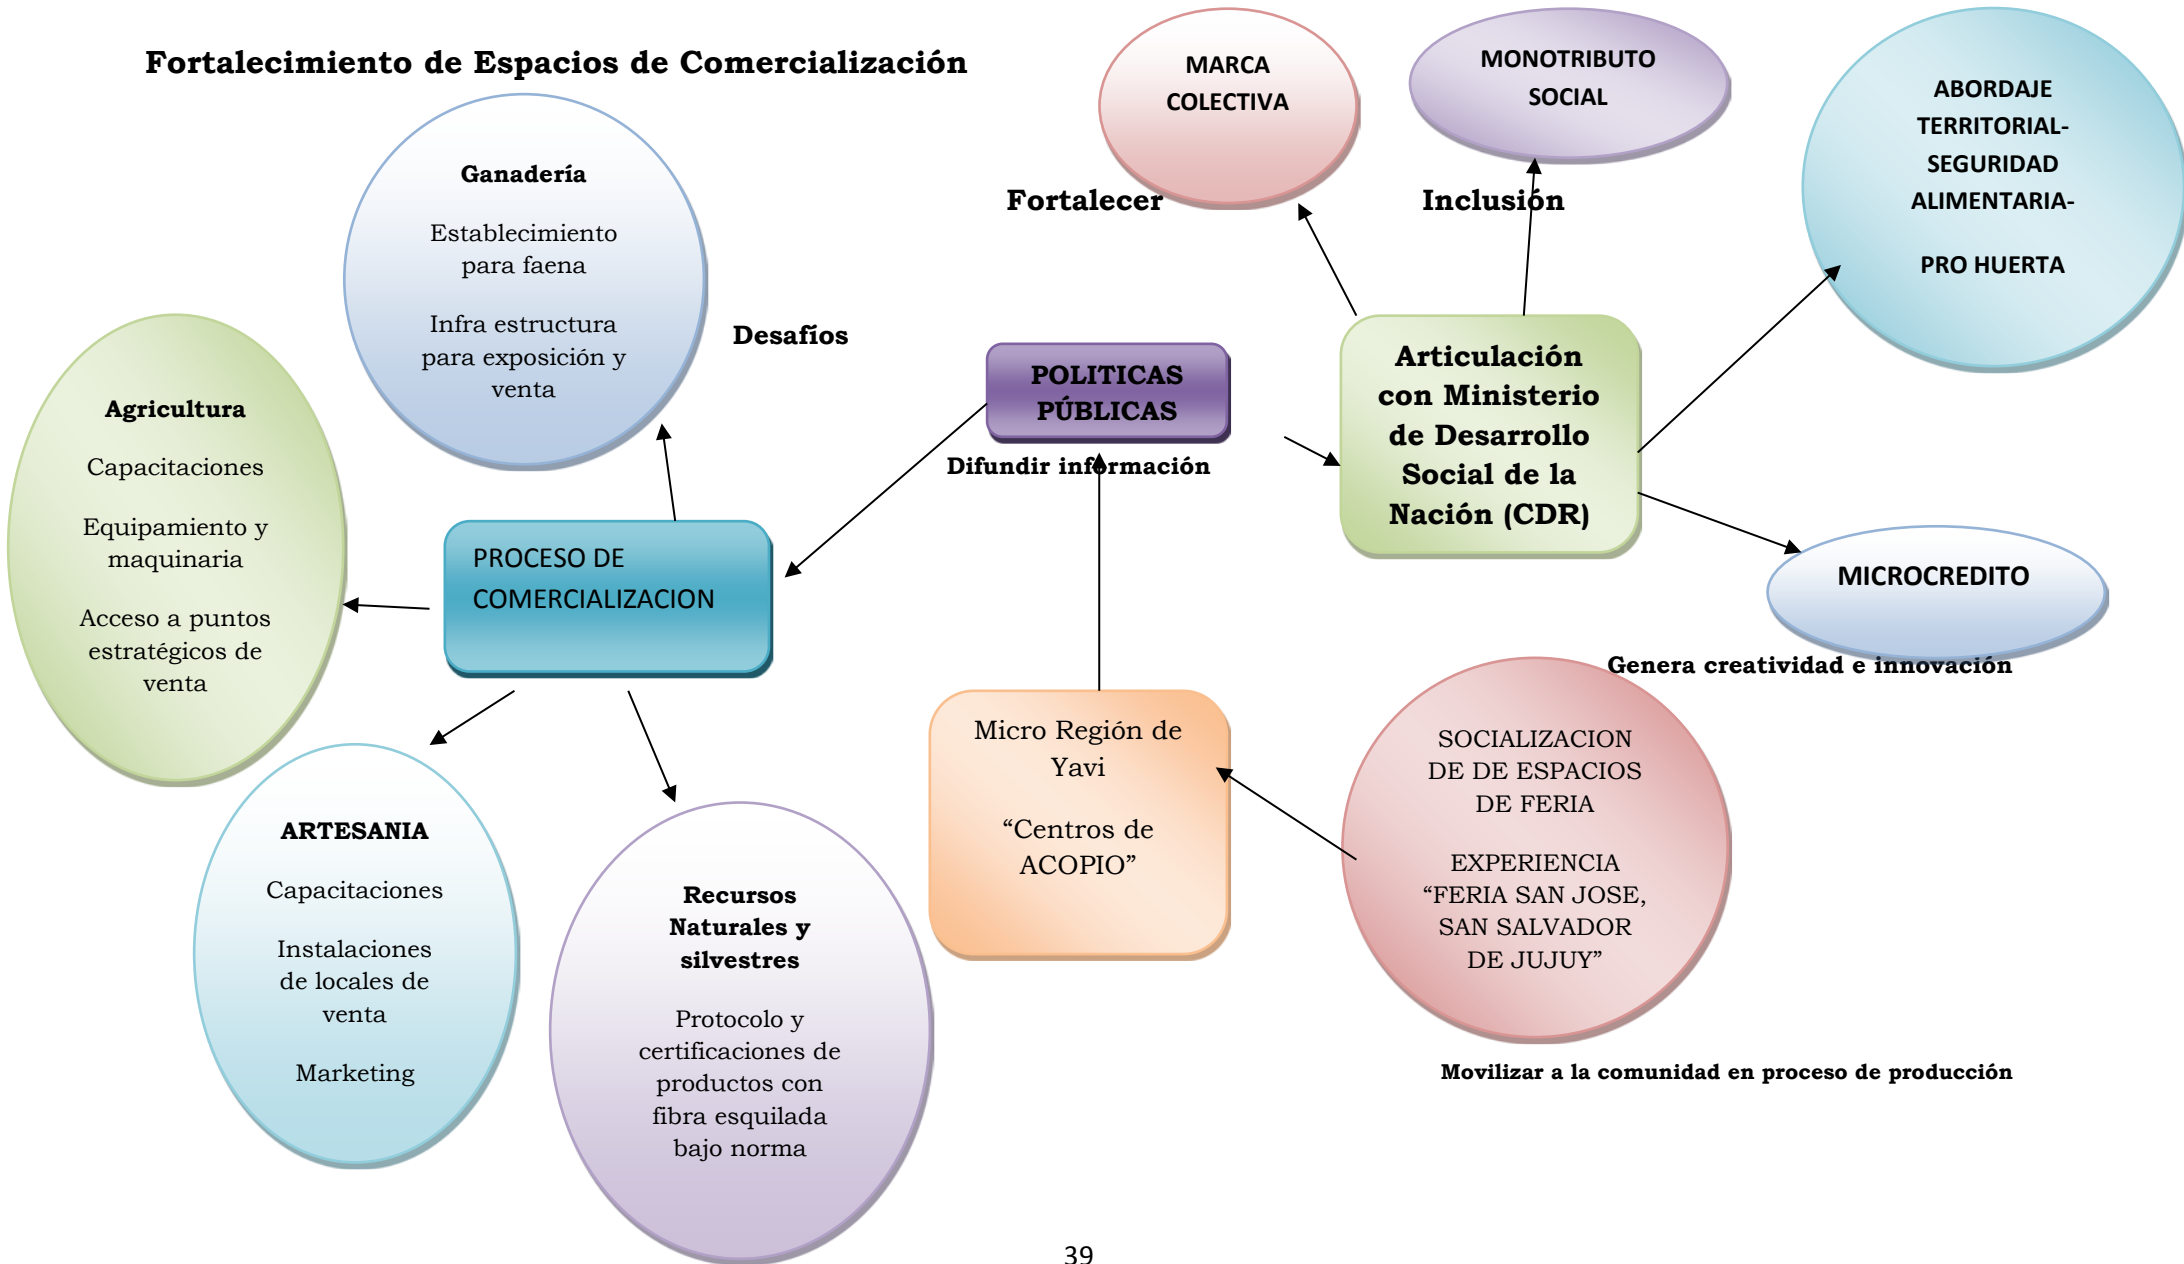 Fortalecimiento de Espacios de Comercialización
MARCA
COLECTIVA
MONOTRIBUTO
SOCIAL
ABORDAJE
TERRITORIAL-
SEGURIDAD
ALIMENTARIA-
PRO HUERTA
Fortalecer
Inclusión
Ganadería
Establecimiento
para faena
Infra estructura
para exposición y
venta
Desafíos
POLITICAS
PÚBLICAS
Difundir información
Articulación
con Ministerio
de Desarrollo
Social de la
Nación (CDR)
Agricultura
Capacitaciones
Equipamiento y
maquinaria
Acceso a puntos
estratégicos de
venta
PROCESO DE
COMERCIALIZACION
MICROCREDITO
Genera creatividad e innovación
Micro Región de
Yavi
“Centros de
ACOPIO”
SOCIALIZACION
DE DE ESPACIOS
DE FERIA
EXPERIENCIA
“FERIA SAN JOSE,
SAN SALVADOR
DE JUJUY”
Movilizar a la comunidad en proceso de producción
ARTESANIA
Capacitaciones
Instalaciones
de locales de
venta
Marketing
Recursos
Naturales y
silvestres
Protocolo y
certificaciones de
productos con
fibra esquilada
bajo norma
39